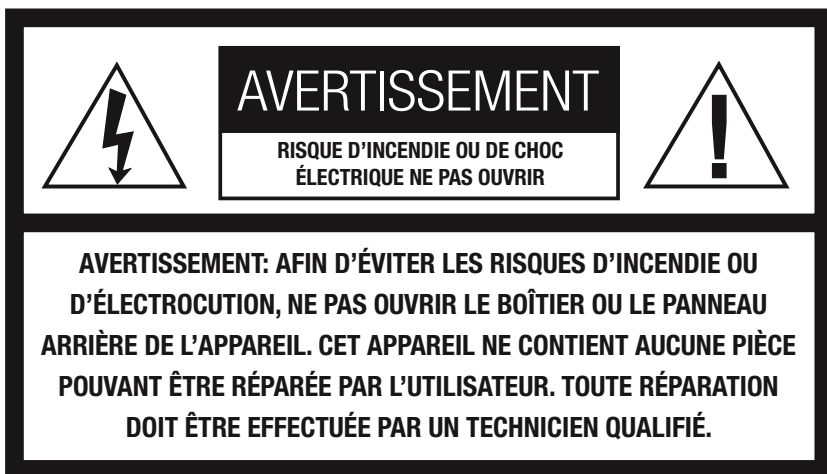 AVERTISSEMENT
RISQUE D’INCENDIE OU DE CHOC
ÉLECTRIQUE NE PAS OUVRIR
AVERTISSEMENT: AFIN D’ÉVITER LES RISQUES D’INCENDIE OU
D’ÉLECTROCUTION, NE PAS OUVRIR LE BOÎTIER OU LE PANNEAU
ARRIÈRE DE L’APPAREIL. CET APPAREIL NE CONTIENT AUCUNE PIÈCE
POUVANT ÊTRE RÉPARÉE PAR L’UTILISATEUR. TOUTE RÉPARATION
DOIT ÊTRE EFFECTUÉE PAR UN TECHNICIEN QUALIFIÉ.